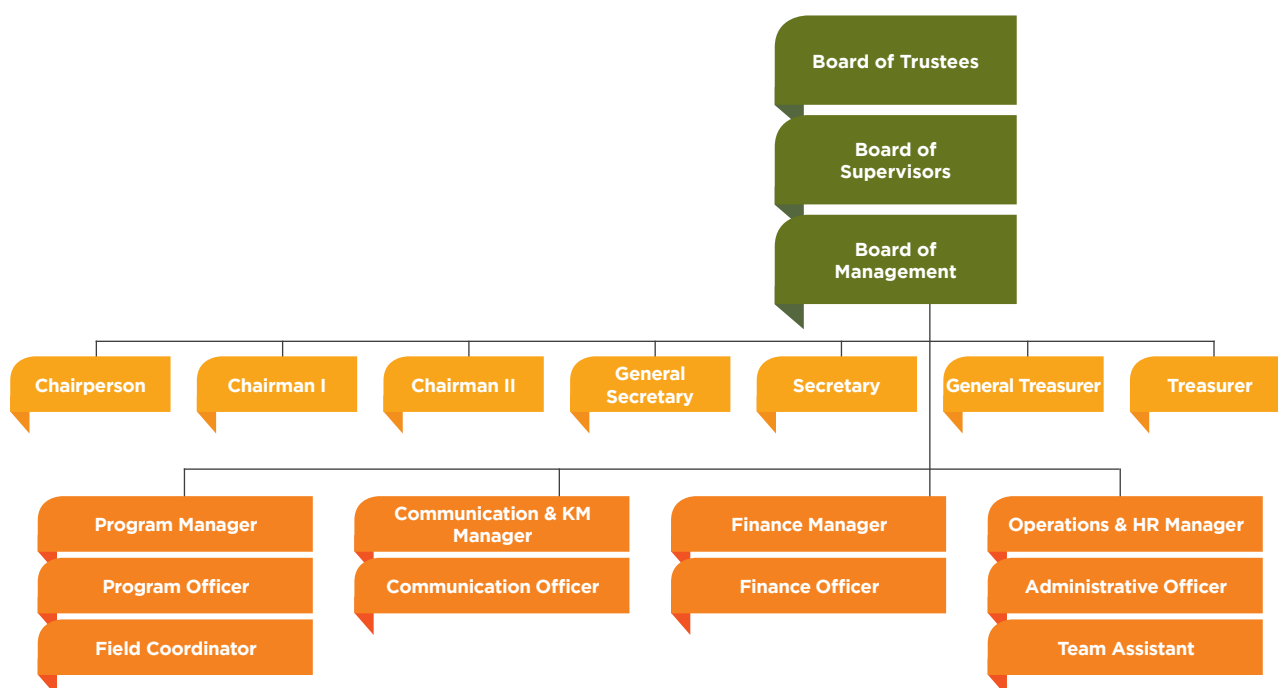 Board of Trustees
Board of
Supervisors
Board of
Management
Chairperson
Chairman I
Chairman II
General
Secretary
Secretary
General Treasurer
Treasurer
Program Manager
Communication & KM
Manager
Finance Manager
Operations & HR Manager
Program Officer
Communication Officer
Finance Officer
Administrative Officer
Field Coordinator
Team Assistant